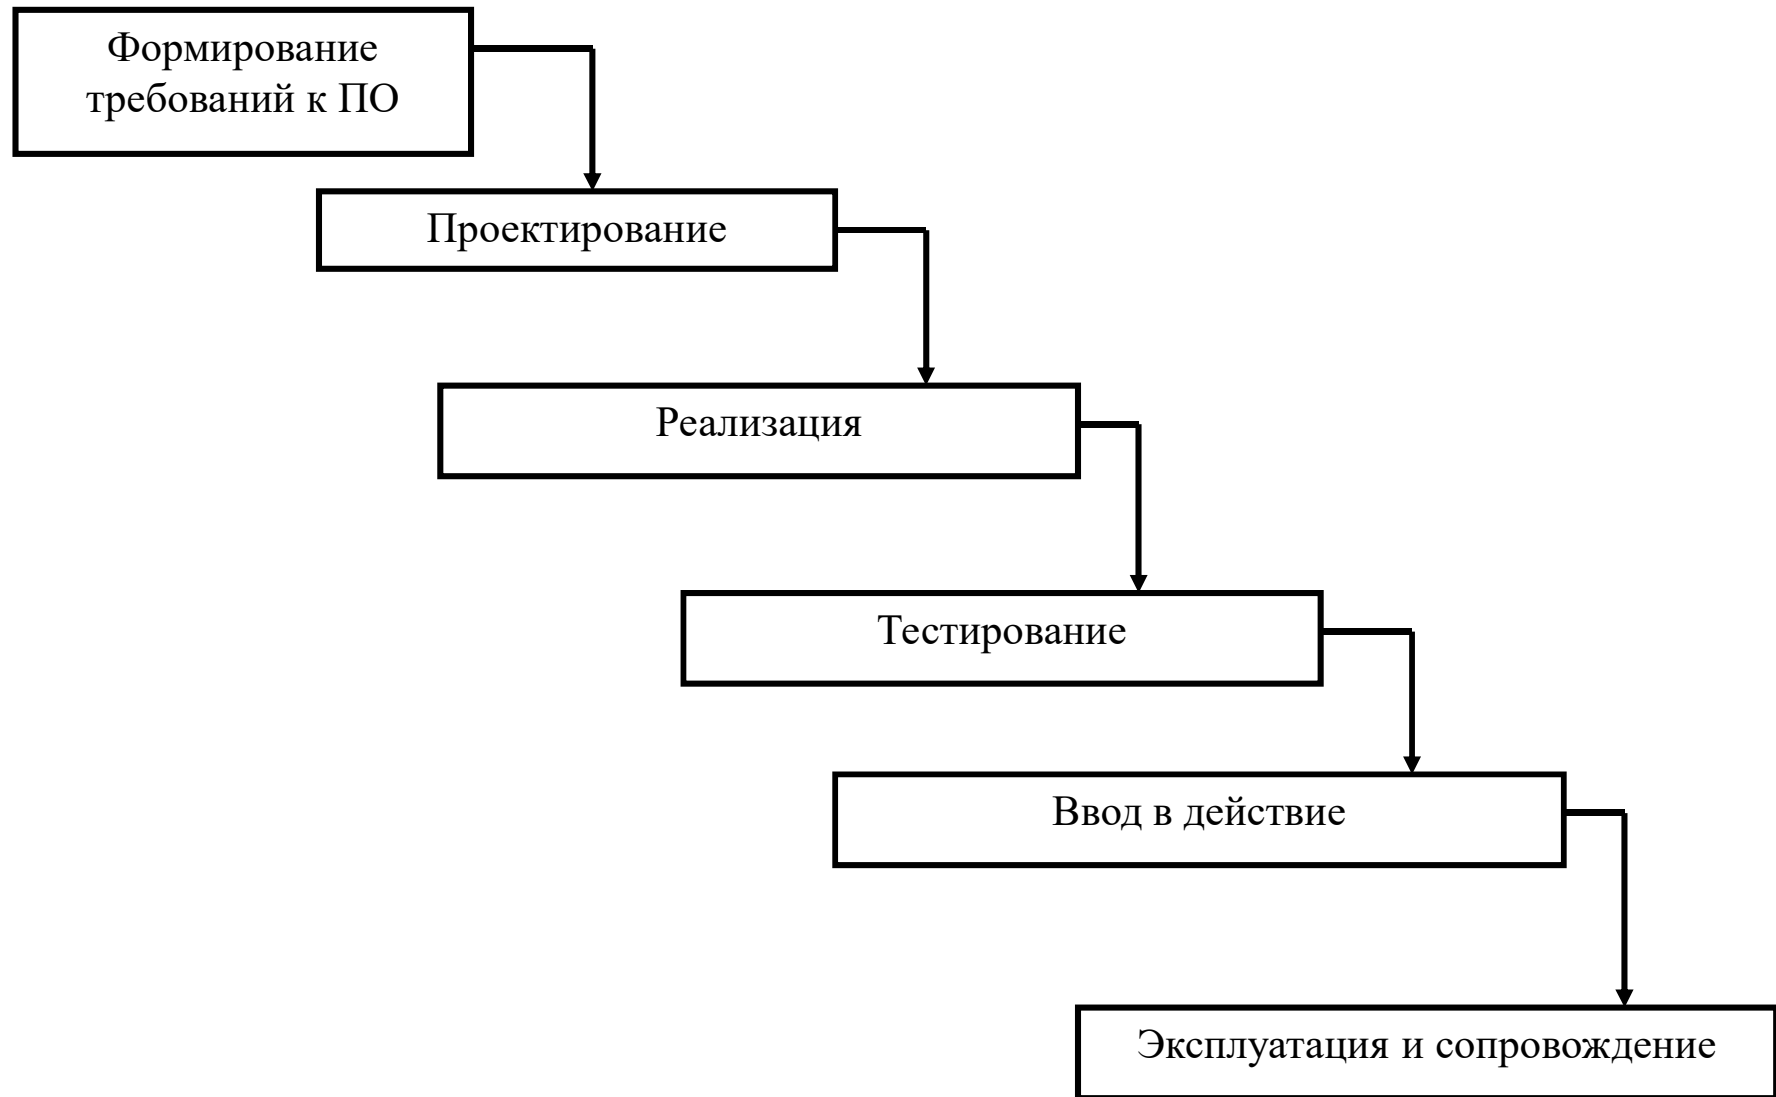 Формирование
требований к ПО
Проектирование
Реализация
Тестирование
Ввод в действие
Эксплуатация и сопровождение